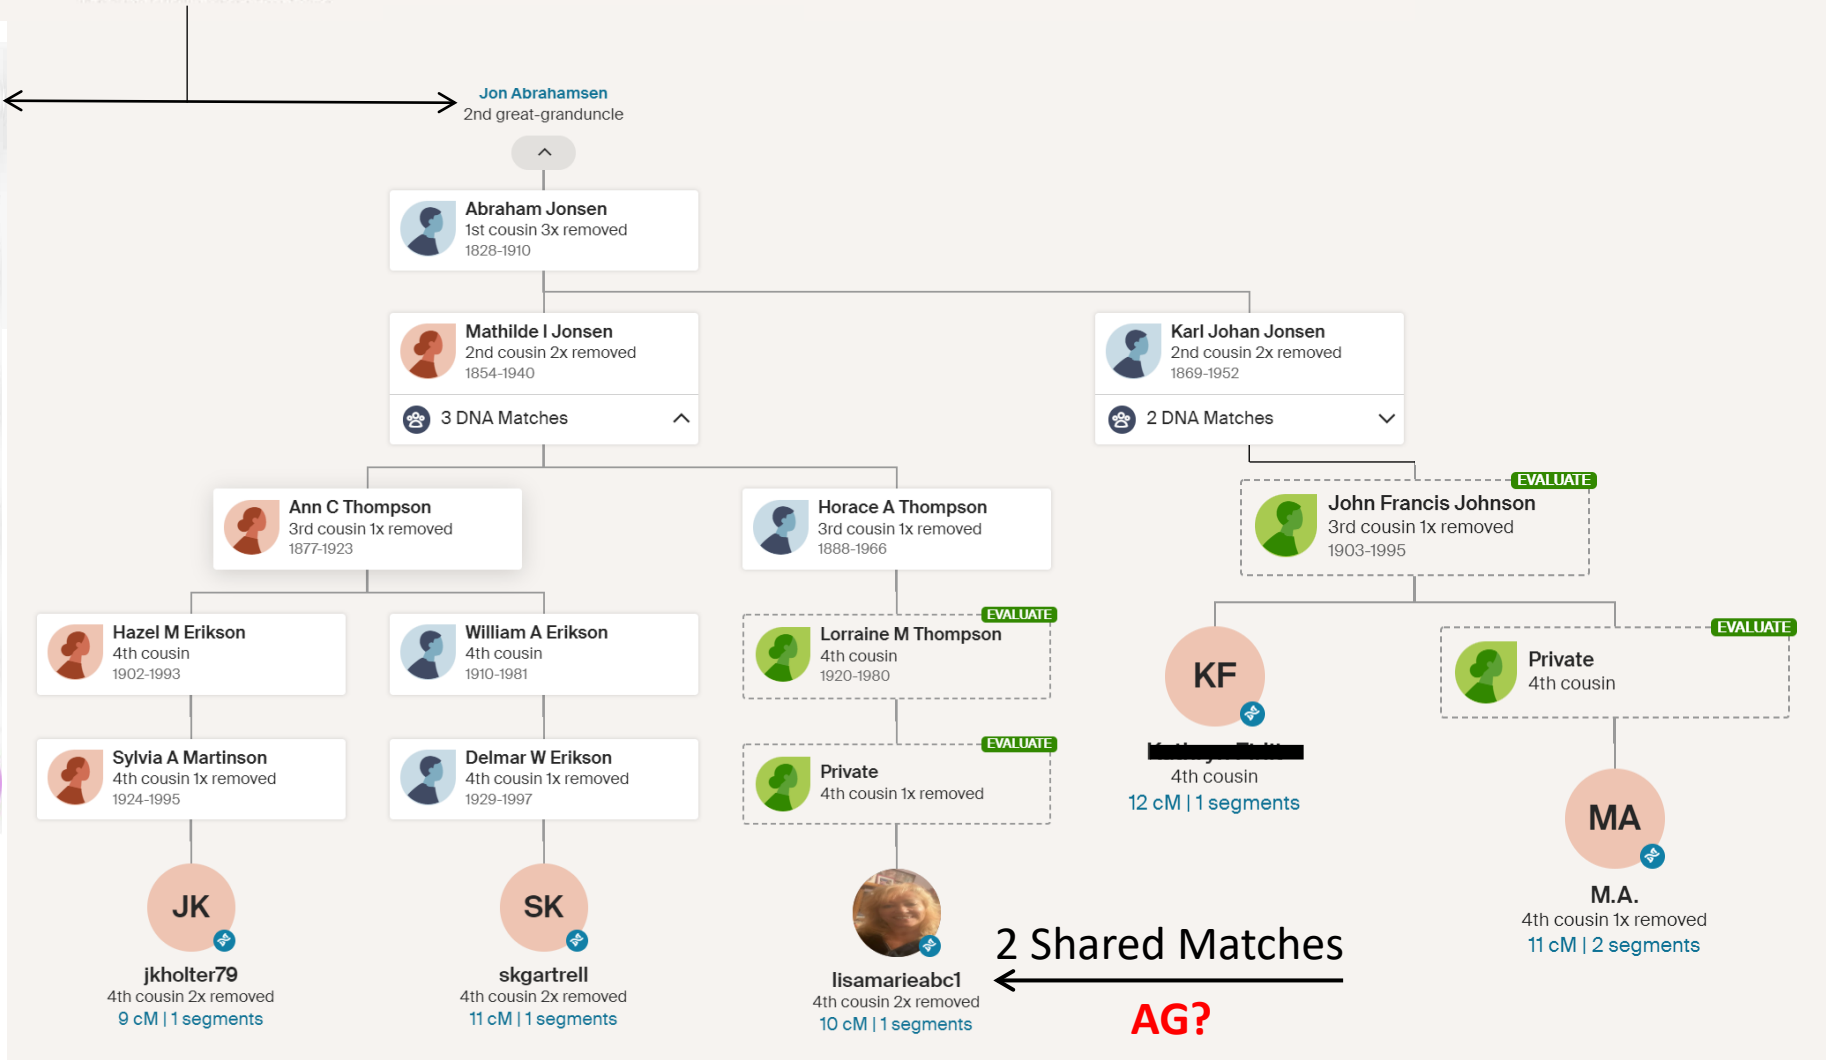 Jon Abrahamsen
2nd great-granduncle
Abraham Jonsen
1st cousin 3x removed
1828-1910
Mathilde I Jonsen
2nd cousin 2x removed
1854-1940
3 DNA Matches
Karl Johan Jonsen
2nd cousin 2x removed
1869-1952
2 DNA Matches
Ann C Thompson
3rd cousin 1x removed
1877-1923
Horace A Thompson
3rd cousin 1x removed
1888-1966
EVALUATE
John Francis Johnson
3rd cousin 1x removed
1903-1995
Hazel M Erikson
4th cousin
1902-1993
William A Erikson
4th cousin
1910-1981
EVALUATE
Lorraine M Thompson
4th cousin
1920-1980
KF
4th cousin
12 cM | 1 segments
EVALUATE
Private
4th cousin
Sylvia A Martinson
4th cousin 1x removed
1924-1995
Delmar W Erikson
4th cousin 1x removed
1929-1997
EVALUATE
Private
4th cousin 1x removed
MA
M.A.
4th cousin 1x removed
11 cM | 2 segments
JK
jkholter79
4th cousin 2x removed
9 cM | 1 segments
SK
skgartrell
4th cousin 2x removed
11 cM | 1 segments
lisamarieabc1
4th cousin 2x removed
10 cM | 1 segments
2 Shared Matches
AG?